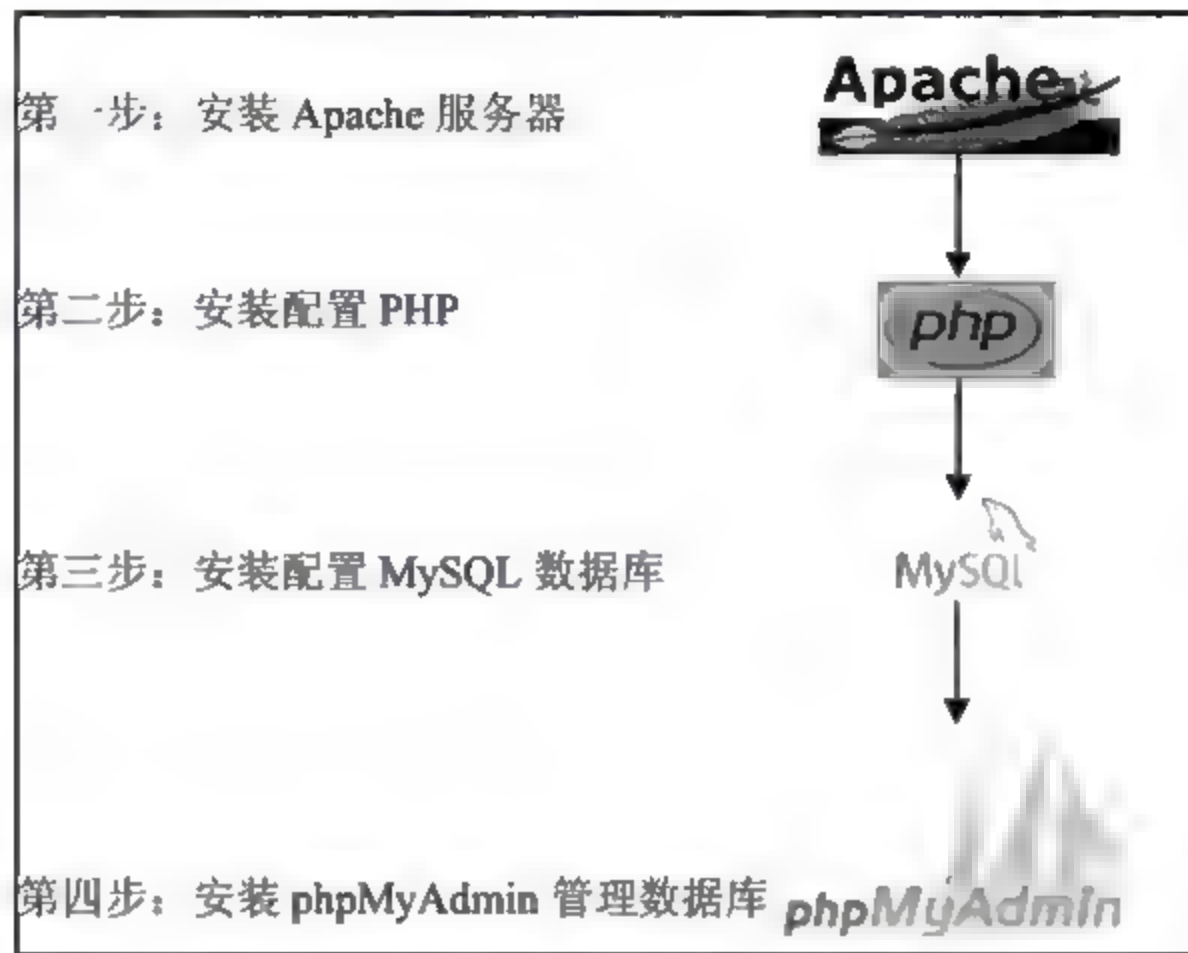 第一步：安装 Apache 服务器
Apache
第二步：安装配置 PHP
php
第三步：安装配置 MySQL 数据库
MySQL
第四步：安装 phpMyAdmin 管理数据库
phpMyAdmin